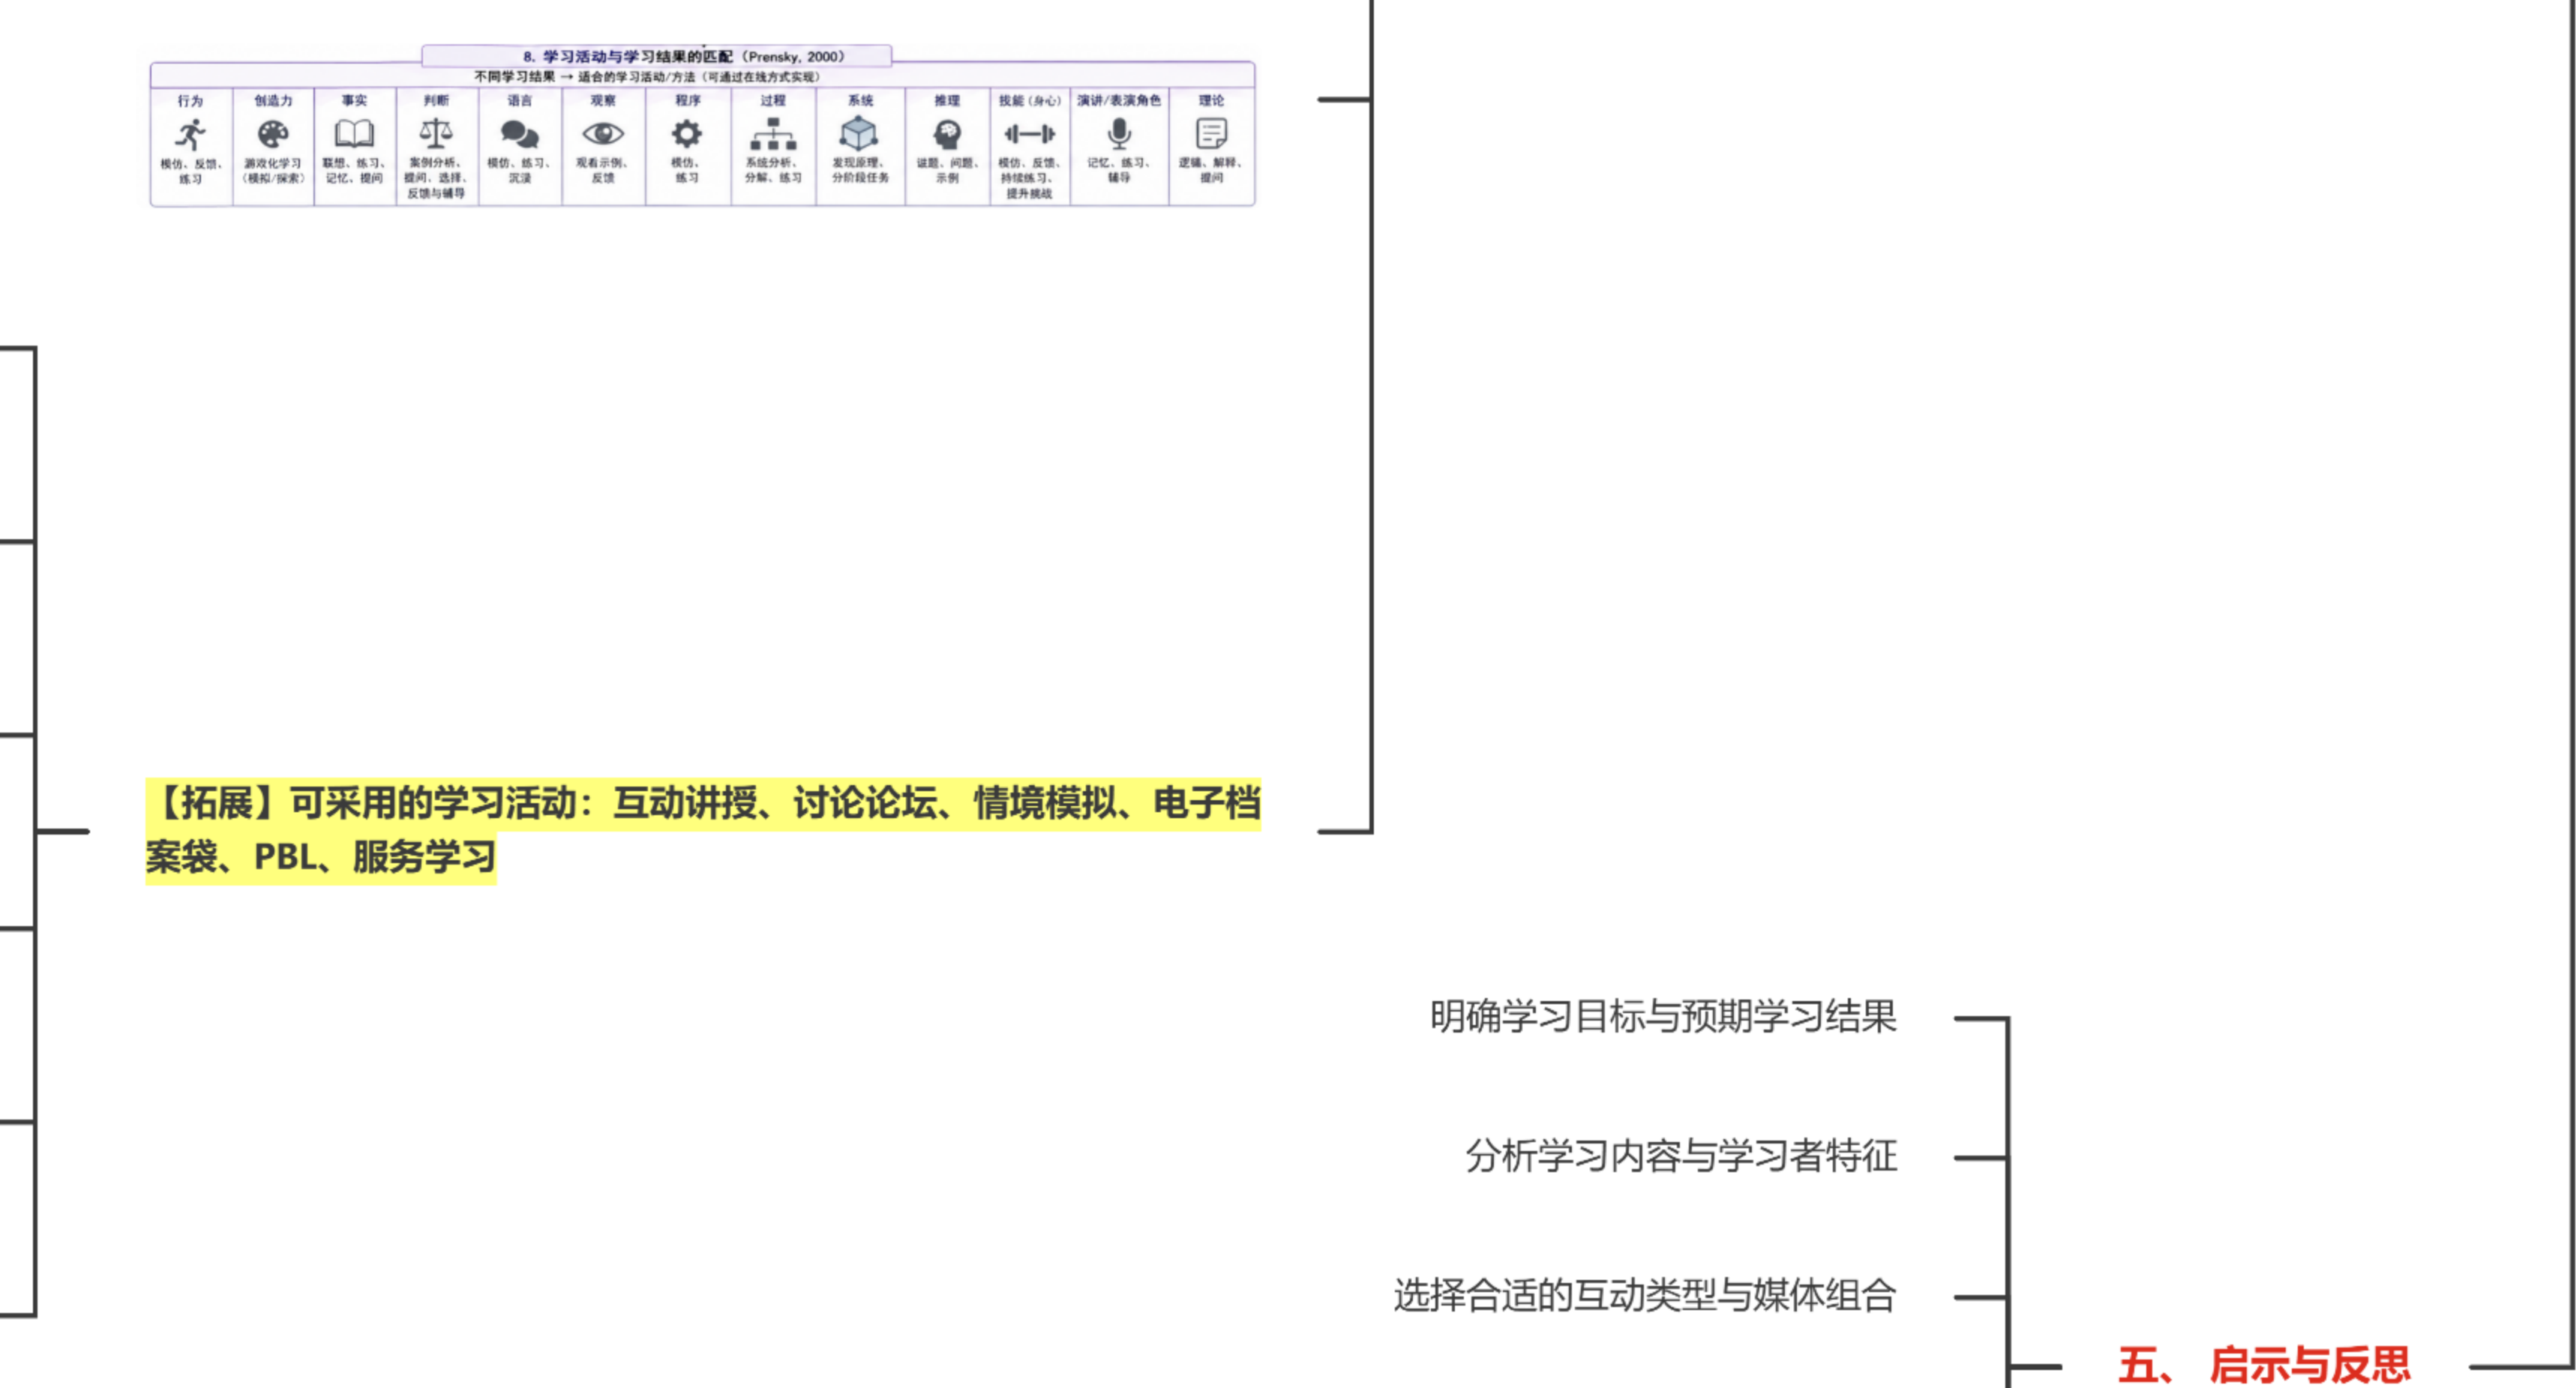 8. 学习活动与学习结果的匹配（Prensky, 2000）
不同学习结果 → 适合的学习活动/方法（可通过在线方式实现）
行为
模仿、反馈、
练习
创造力
游戏化学习
（模拟/探索）
事实
联想、练习、
记忆、提问
判断
案例分析、
提问、选择、
反馈与辅导
语言
模仿、练习、
沉浸
观察
观看示例、
反馈
程序
模仿、
练习
过程
系统分析、
分解、练习
系统
发现原理、
分阶段任务
推理
谜题、问题、
示例
技能（身心）
模仿、反馈、
持续练习、
提升挑战
演讲/表演角色
记忆、练习、
辅导
理论
逻辑、解释、
提问
【拓展】可采用的学习活动：互动讲授、讨论论坛、情境模拟、电子档
案袋、PBL、服务学习
明确学习目标与预期学习结果
分析学习内容与学习者特征
选择合适的互动类型与媒体组合
五、 启示与反思